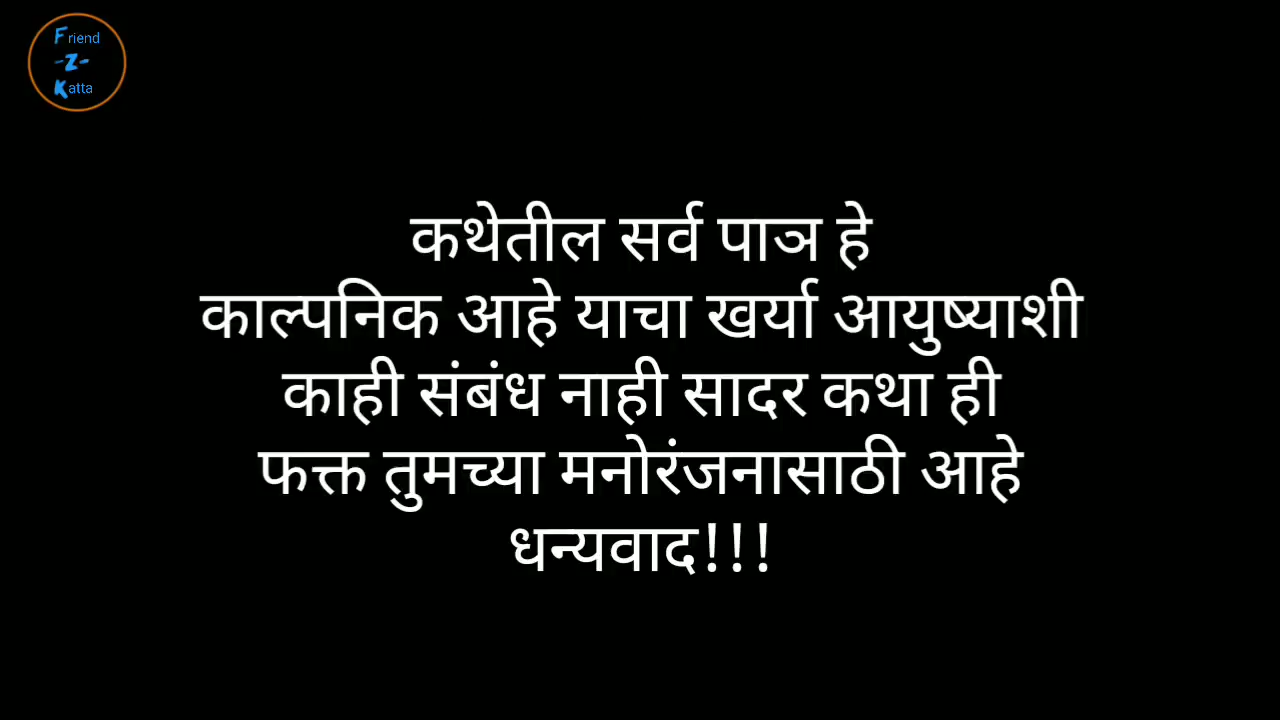 Friend
-Z-
Katta
कथेतील सर्व पाञ हे
काल्पनिक आहे याचा खर्या आयुष्याशी
काही संबंध नाही सादर कथा ही
फक्त तुमच्या मनोरंजनासाठी आहे
धन्यवाद!!!